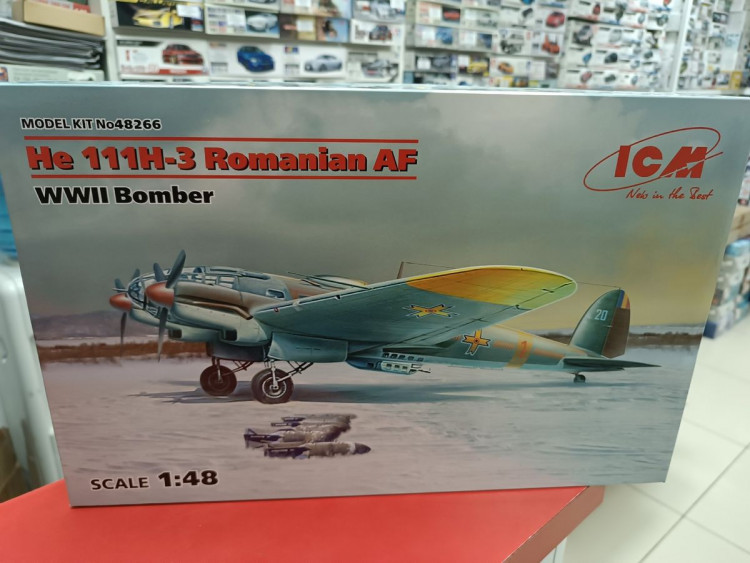 MODEL KIT No48266
He 111H-3 Romanian AF
WWII Bomber
ICM
New in the Best
20
1
SCALE 1:48